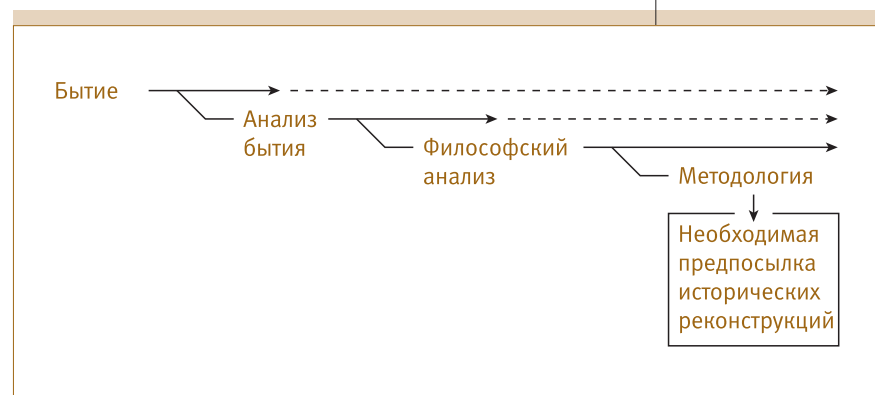 Бытие
Анализ
бытия
Философский
анализ
Методология
Необходимая
предпосылка
исторических
реконструкций